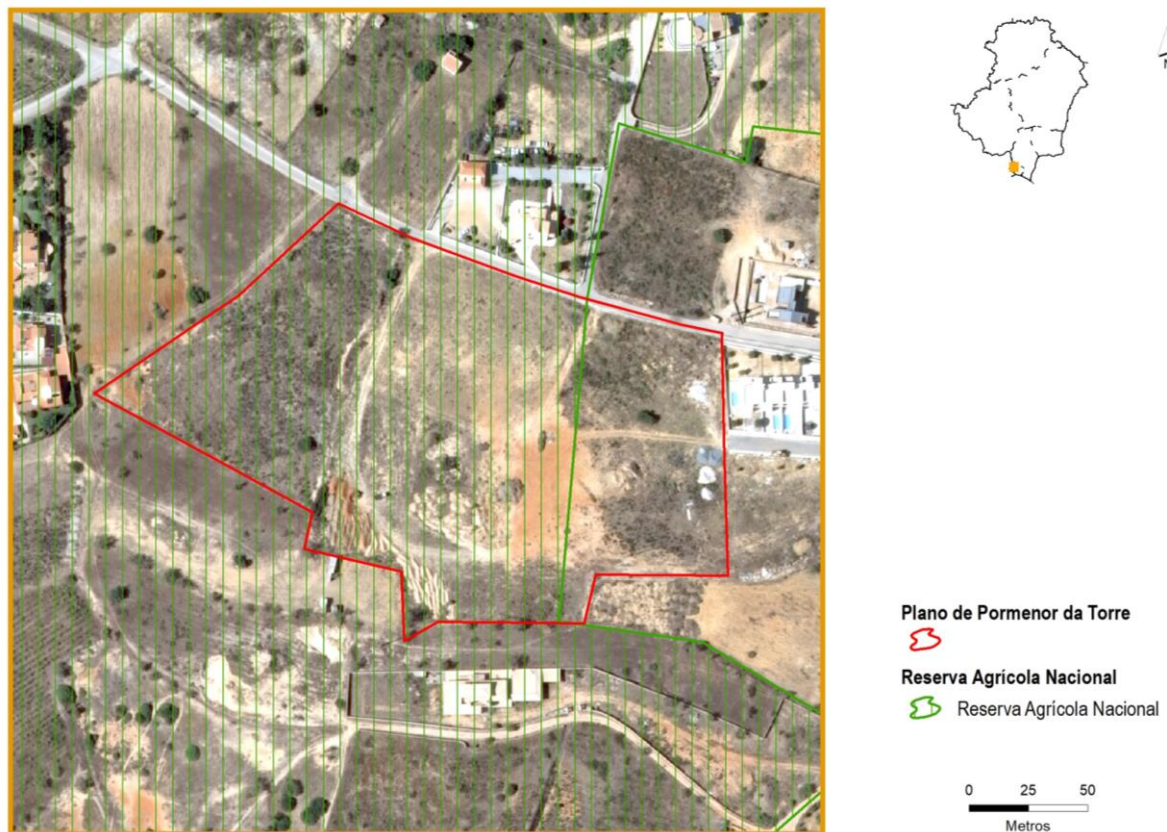 N
Plano de Pormenor da Torre
Reserva Agrícola Nacional
Reserva Agrícola Nacional
0 25 50
Metros